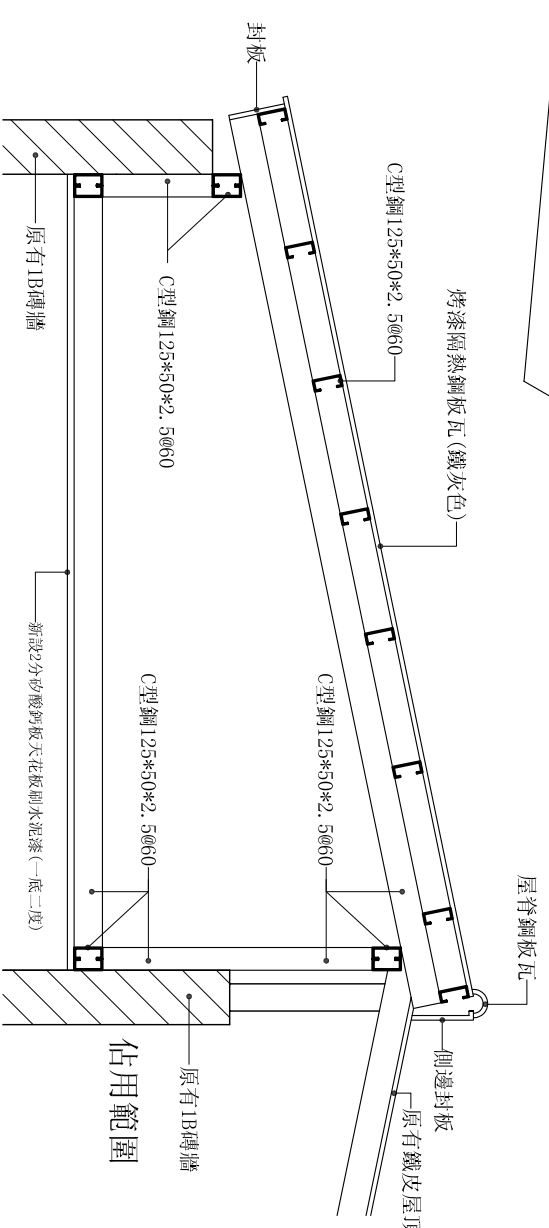 封板
C型鋼125*50*2.5@60
烤漆隔熱鋼板瓦(鐵灰色)
原有1B磚牆
C型鋼125*50*2.5@60
新設2分矽酸鈣板天花板刷水泥漆(一底二度)
C型鋼125*50*2.5@60
C型鋼125*50*2.5@60
屋脊鋼板瓦
側邊封板
原有鐵皮屋頂
原有1B磚牆
佔用範圍